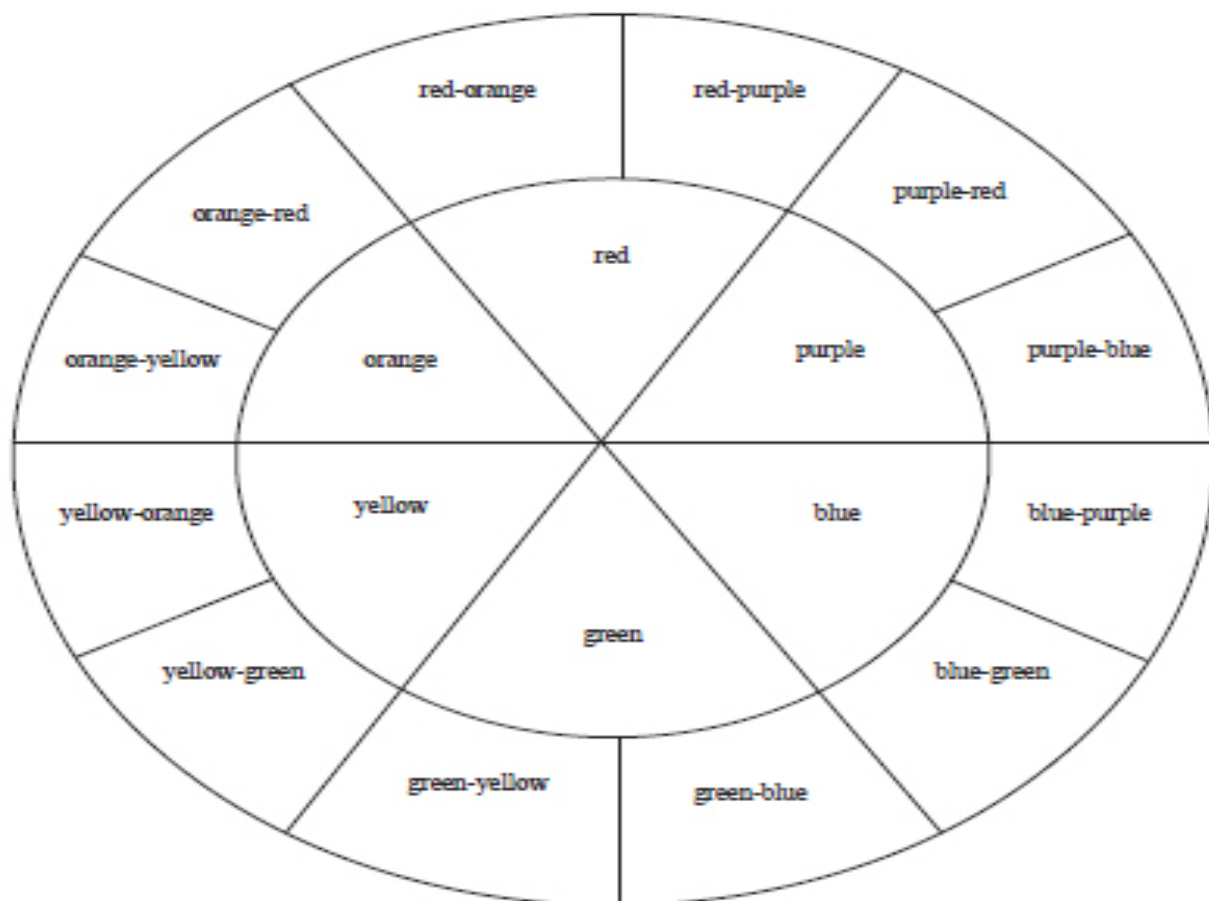 red-orange
red-purple
purple-red
orange-red
red
purple
purple-blue
orange-yellow
orange
yellow
yellow-orange
blue
blue-purple
green
yellow-green
blue-green
green-yellow
green-blue